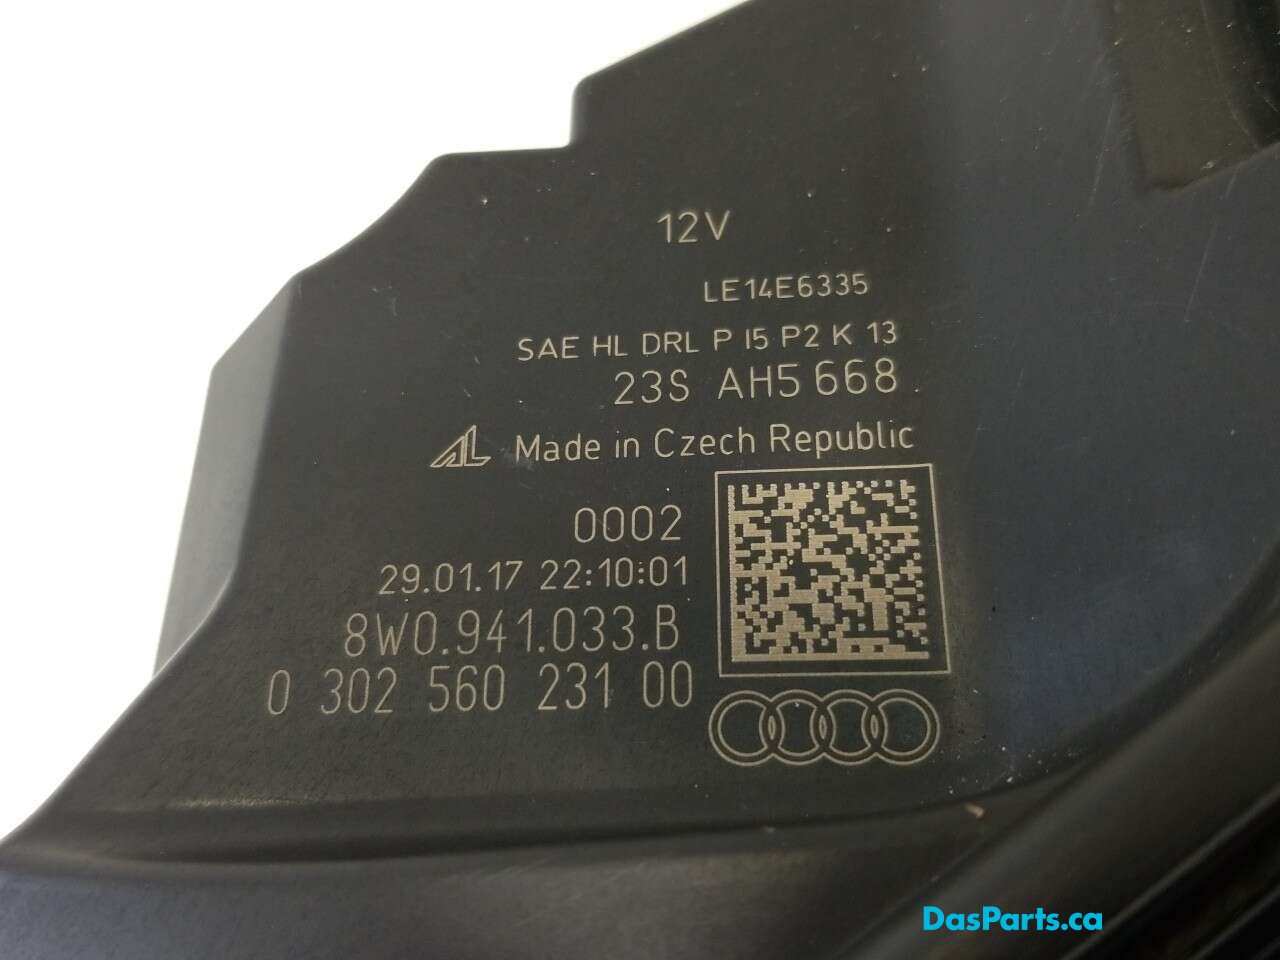 12V
LE14E6335
SAE HL DRL P I5 P2 K 13
23S AH5 668
AL Made in Czech Republic
0002
29.01.17 22:10:01
8W0.941.033.B
0 302 560 231 00
DasParts.ca